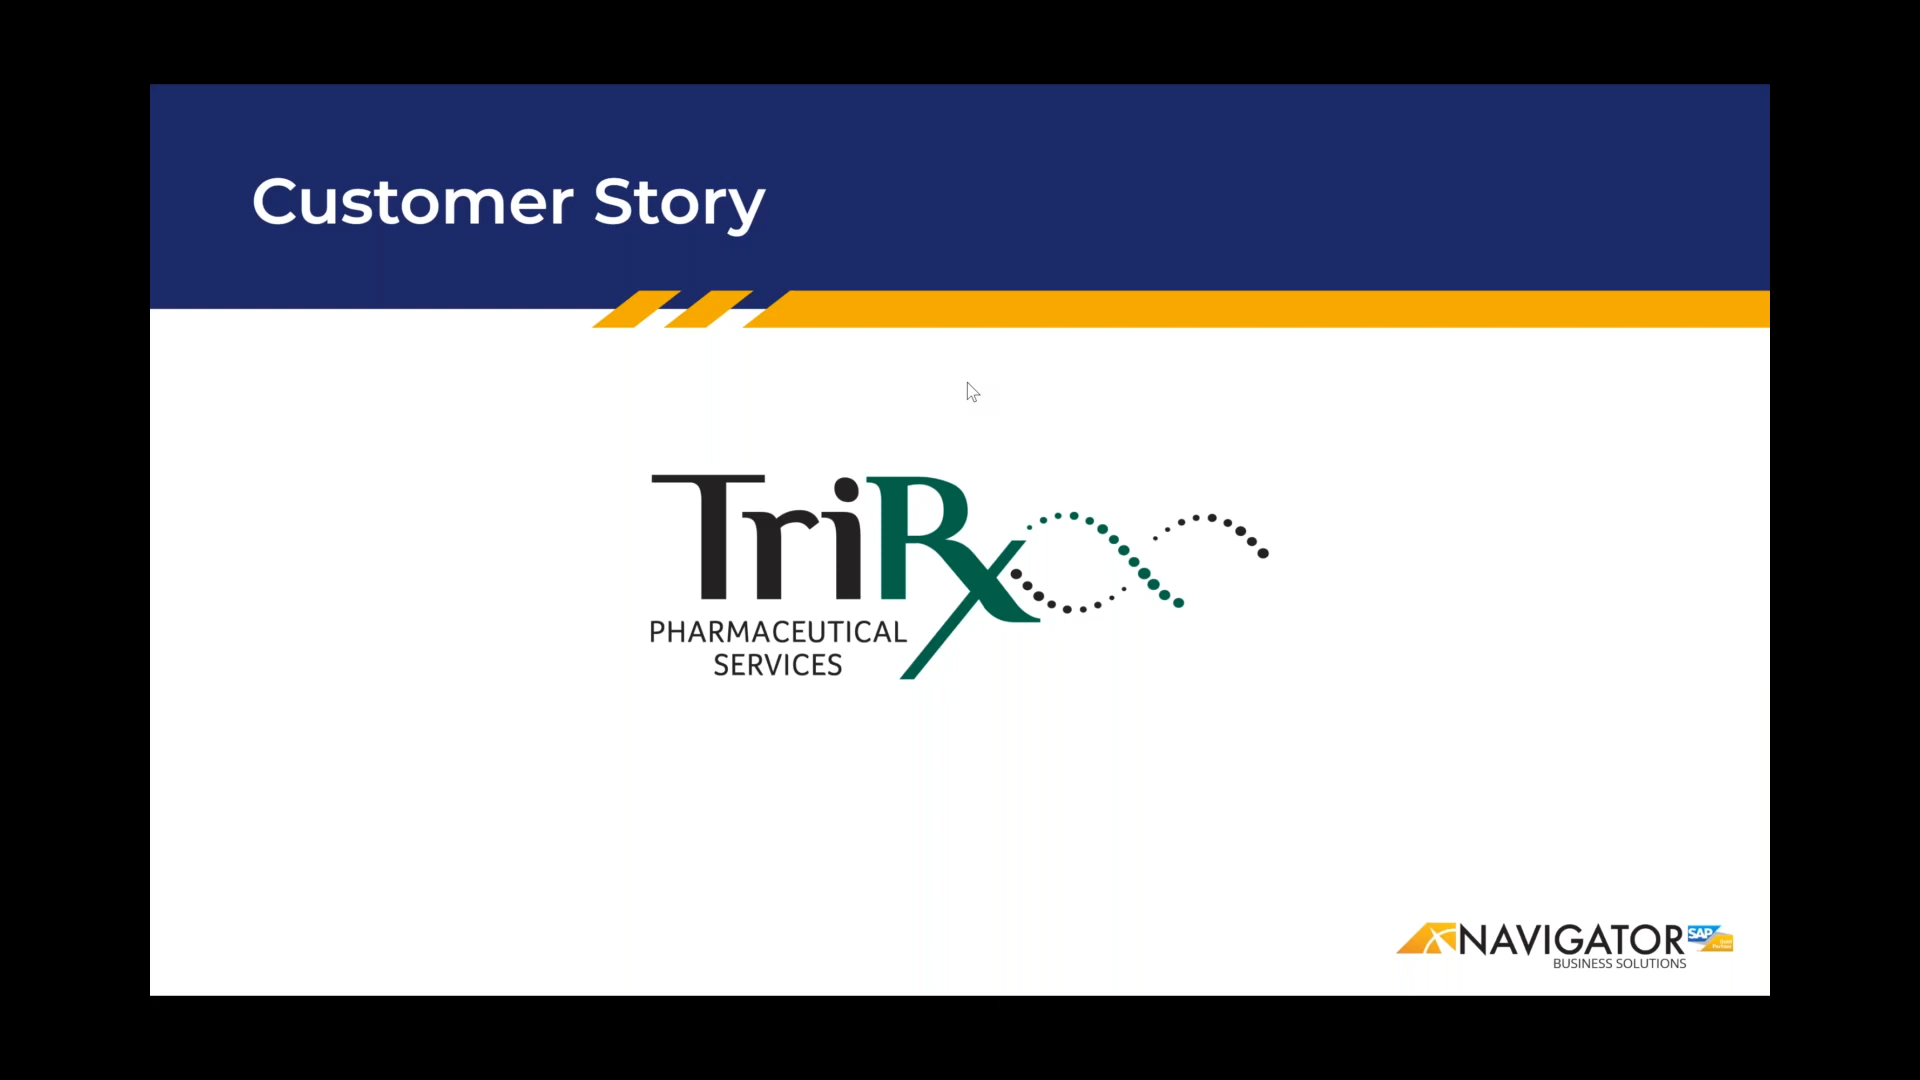 Customer Story
TriRx
PHARMACEUTICAL
SERVICES
NAVIGATOR
BUSINESS SOLUTIONS
SAP